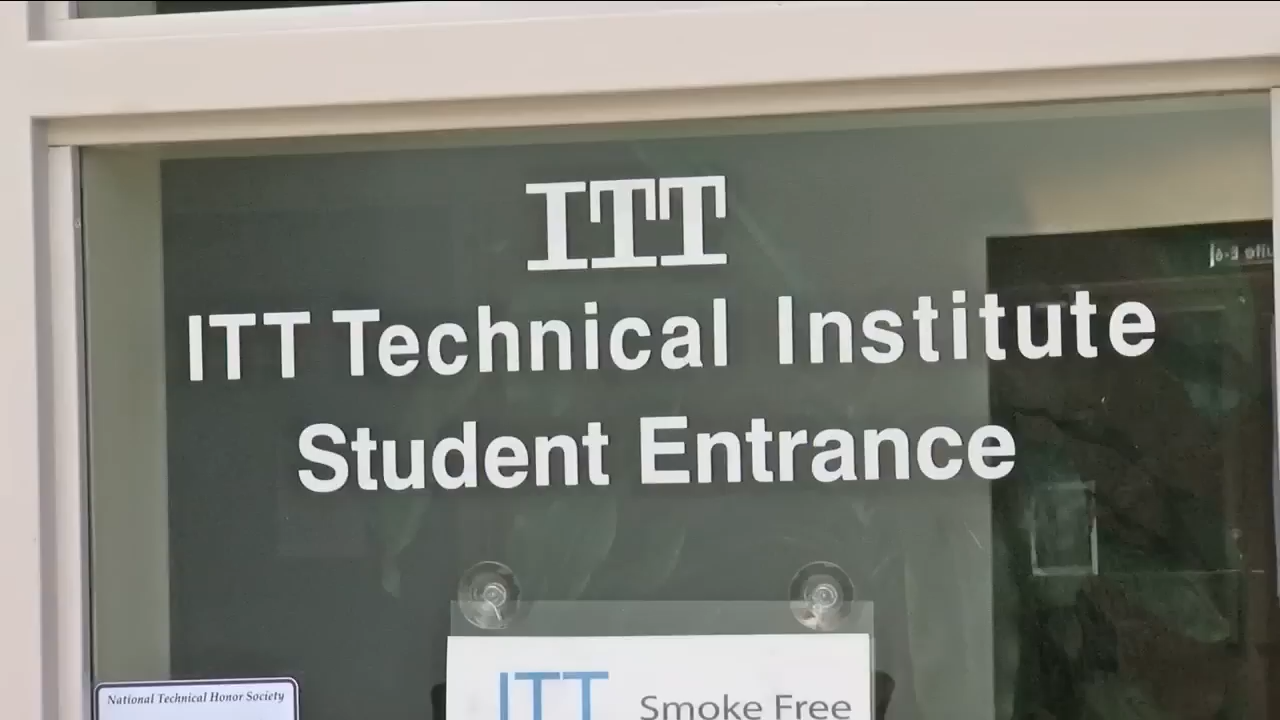 ITT
ITT Technical Institute
Student Entrance
National Technical Honor Society
ITT Smoke Free